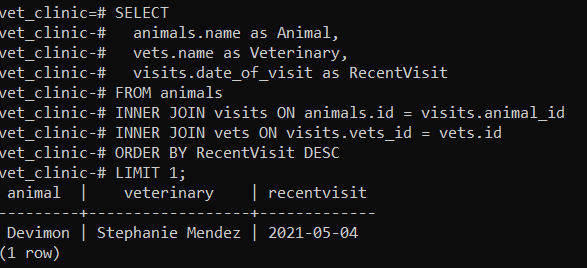 vet_clinic=# SELECT
vet_clinic-#   animals.name as Animal,
vet_clinic-#   vets.name as Veterinary,
vet_clinic-#   visits.date_of_visit as RecentVisit
vet_clinic-# FROM animals
vet_clinic-# INNER JOIN visits ON animals.id = visits.animal_id
vet_clinic-# INNER JOIN vets ON visits.vets_id = vets.id
vet_clinic-# ORDER BY RecentVisit DESC
vet_clinic-# LIMIT 1;
 animal  |    veterinary    | recentvisit
---------+------------------+-------------
 Devimon | Stephanie Mendez | 2021-05-04
(1 row)